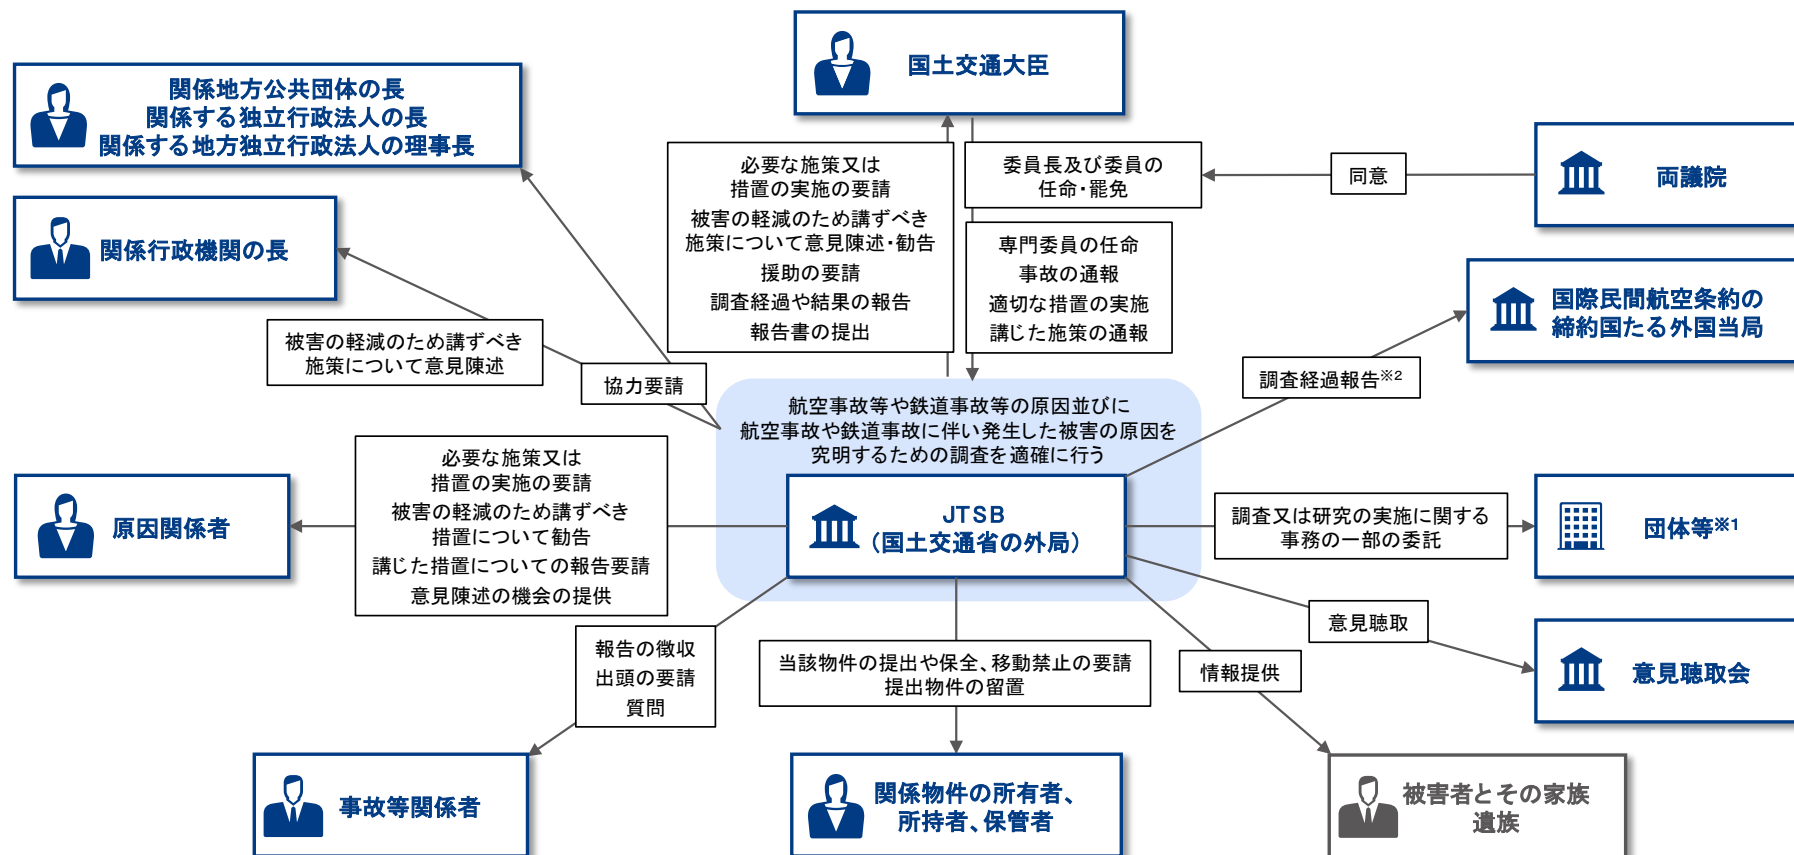 国土交通大臣
関係地方公共団体の長
関係する独立行政法人の長
関係する地方独立行政法人の理事長
必要な施策又は
措置の実施の要請
被害の軽減のため講ずべき
施策について意見陳述・勧告
援助の要請
調査経過や結果の報告
報告書の提出
委員長及び委員の
任命・罷免
同意
両議院
関係行政機関の長
専門委員の任命
事故の通報
適切な措置の実施
講じた施策の通報
国際民間航空条約の
締約国たる外国当局
被害の軽減のため講ずべき
施策について意見陳述
協力要請
調査経過報告※2
航空事故等や鉄道事故等の原因並びに
航空事故や鉄道事故に伴い発生した被害の原因を
究明するための調査を適確に行う
原因関係者
必要な施策又は
措置の実施の要請
被害の軽減のため講ずべき
措置について勧告
講じた措置についての報告要請
意見陳述の機会の提供
JTSB
（国土交通省の外局）
調査又は研究の実施に関する
事務の一部の委託
団体等※1
意見聴取
意見聴取会
報告の徴収
出頭の要請
質問
当該物件の提出や保全、移動禁止の要請
提出物件の留置
情報提供
事故等関係者
関係物件の所有者、
所持者、保管者
被害者とその家族
遺族